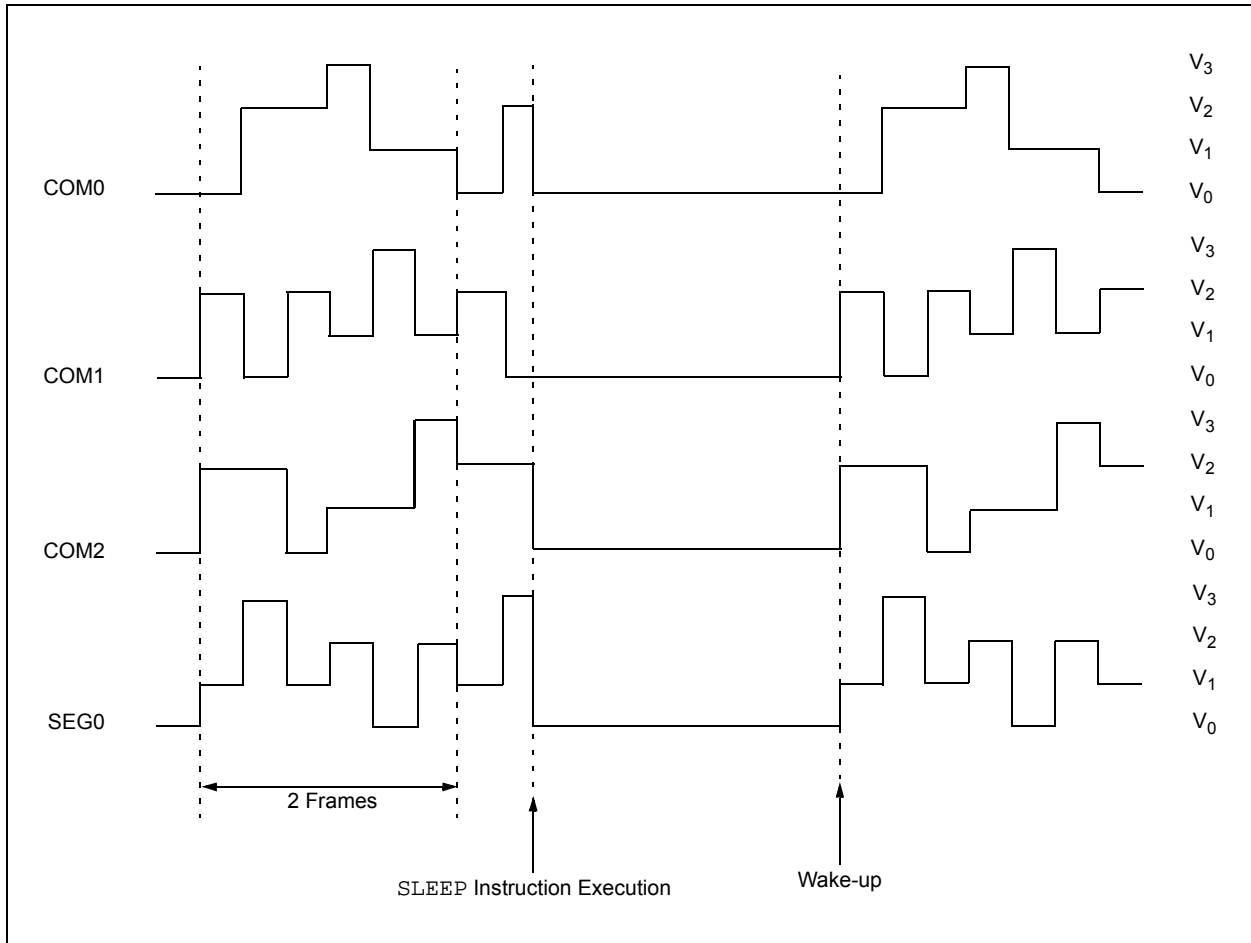 V3
V2
V1
COM0 V0
V3
V2
V1
COM1 V0
V3
V2
V1
COM2 V0
V3
V2
V1
SEG0 V0
2 Frames
SLEEP Instruction Execution
Wake-up